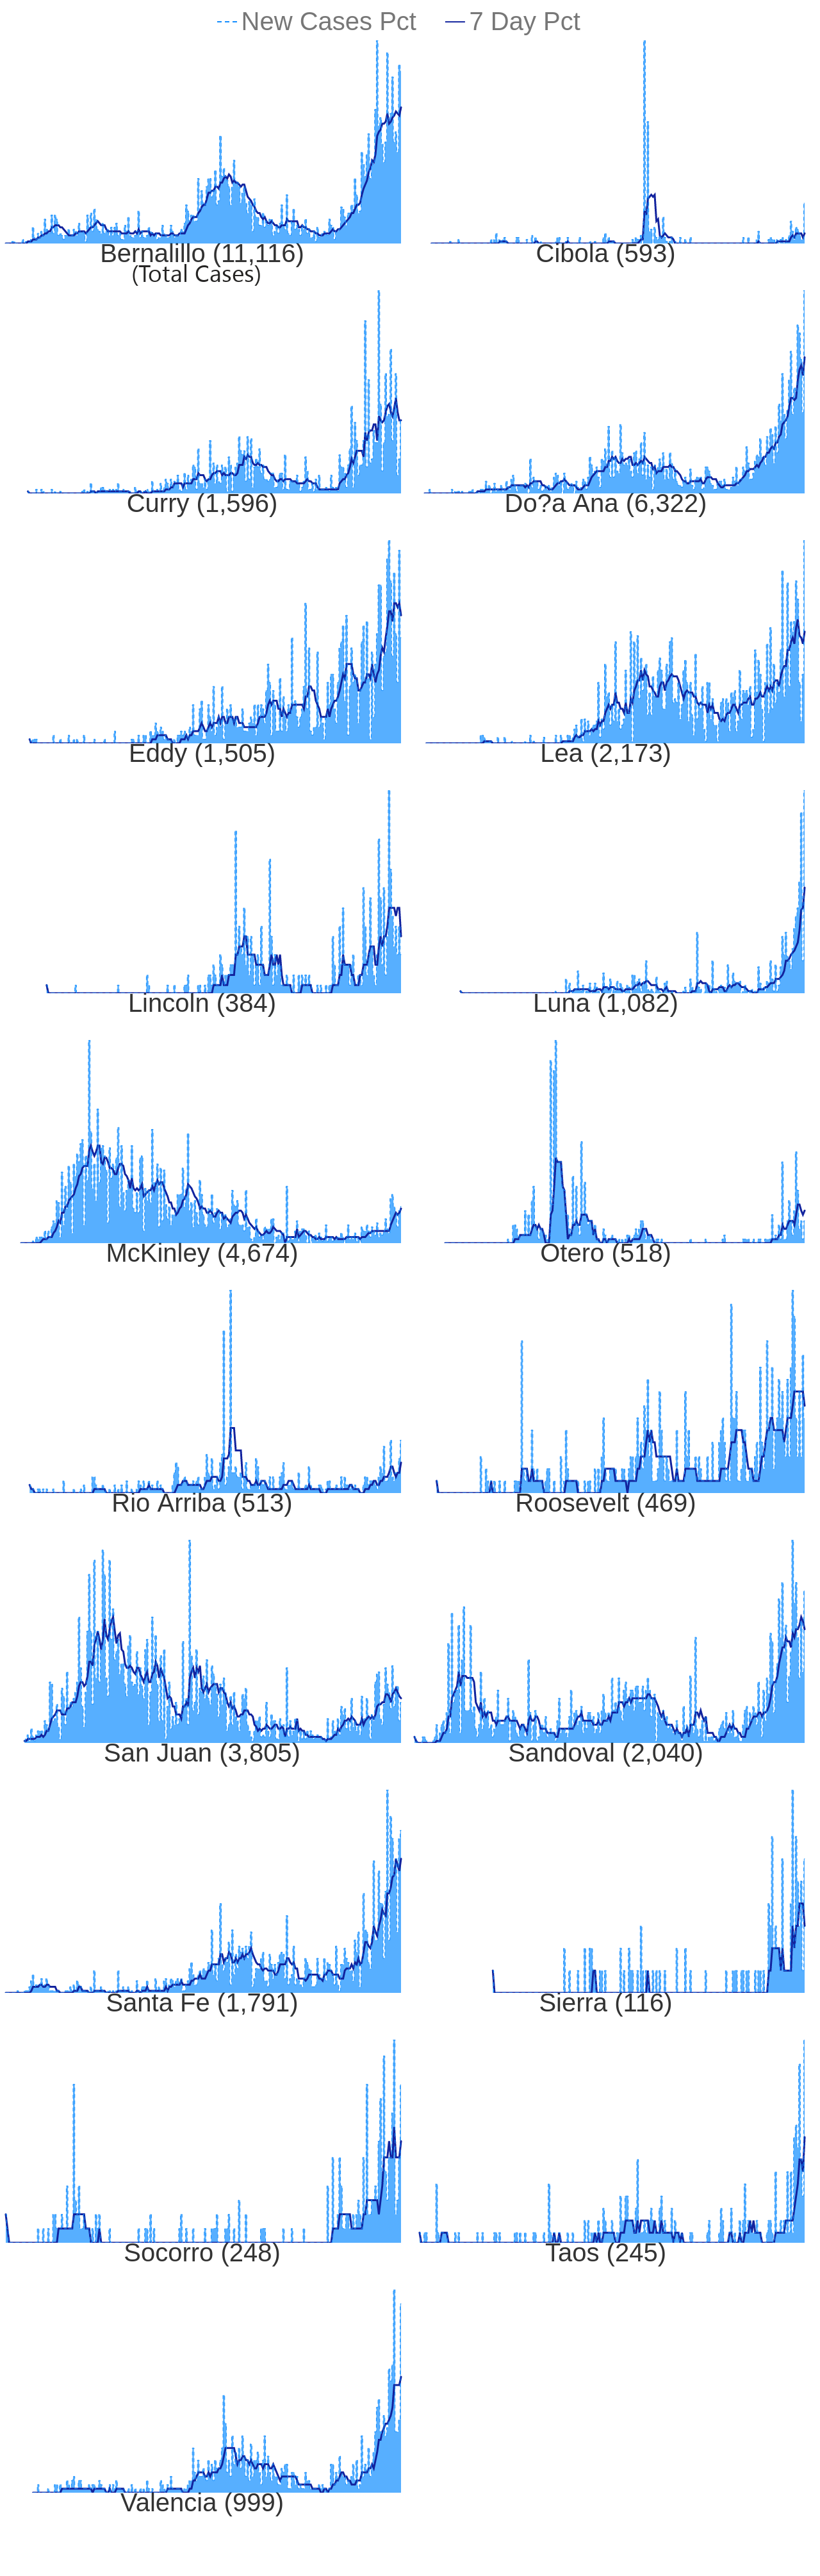 New Cases Pct 7 Day Pct
Bernalillo (11,116) Cibola (593)
(Total Cases)
Curry (1,596) Do?a Ana (6,322)
Eddy (1,505) Lea (2,173)
Lincoln (384) Luna (1,082)
McKinley (4,674) Otero (518)
Rio Arriba (513) Roosevelt (469)
San Juan (3,805) Sandoval (2,040)
Santa Fe (1,791) Sierra (116)
Socorro (248) Taos (245)
Valencia (999)